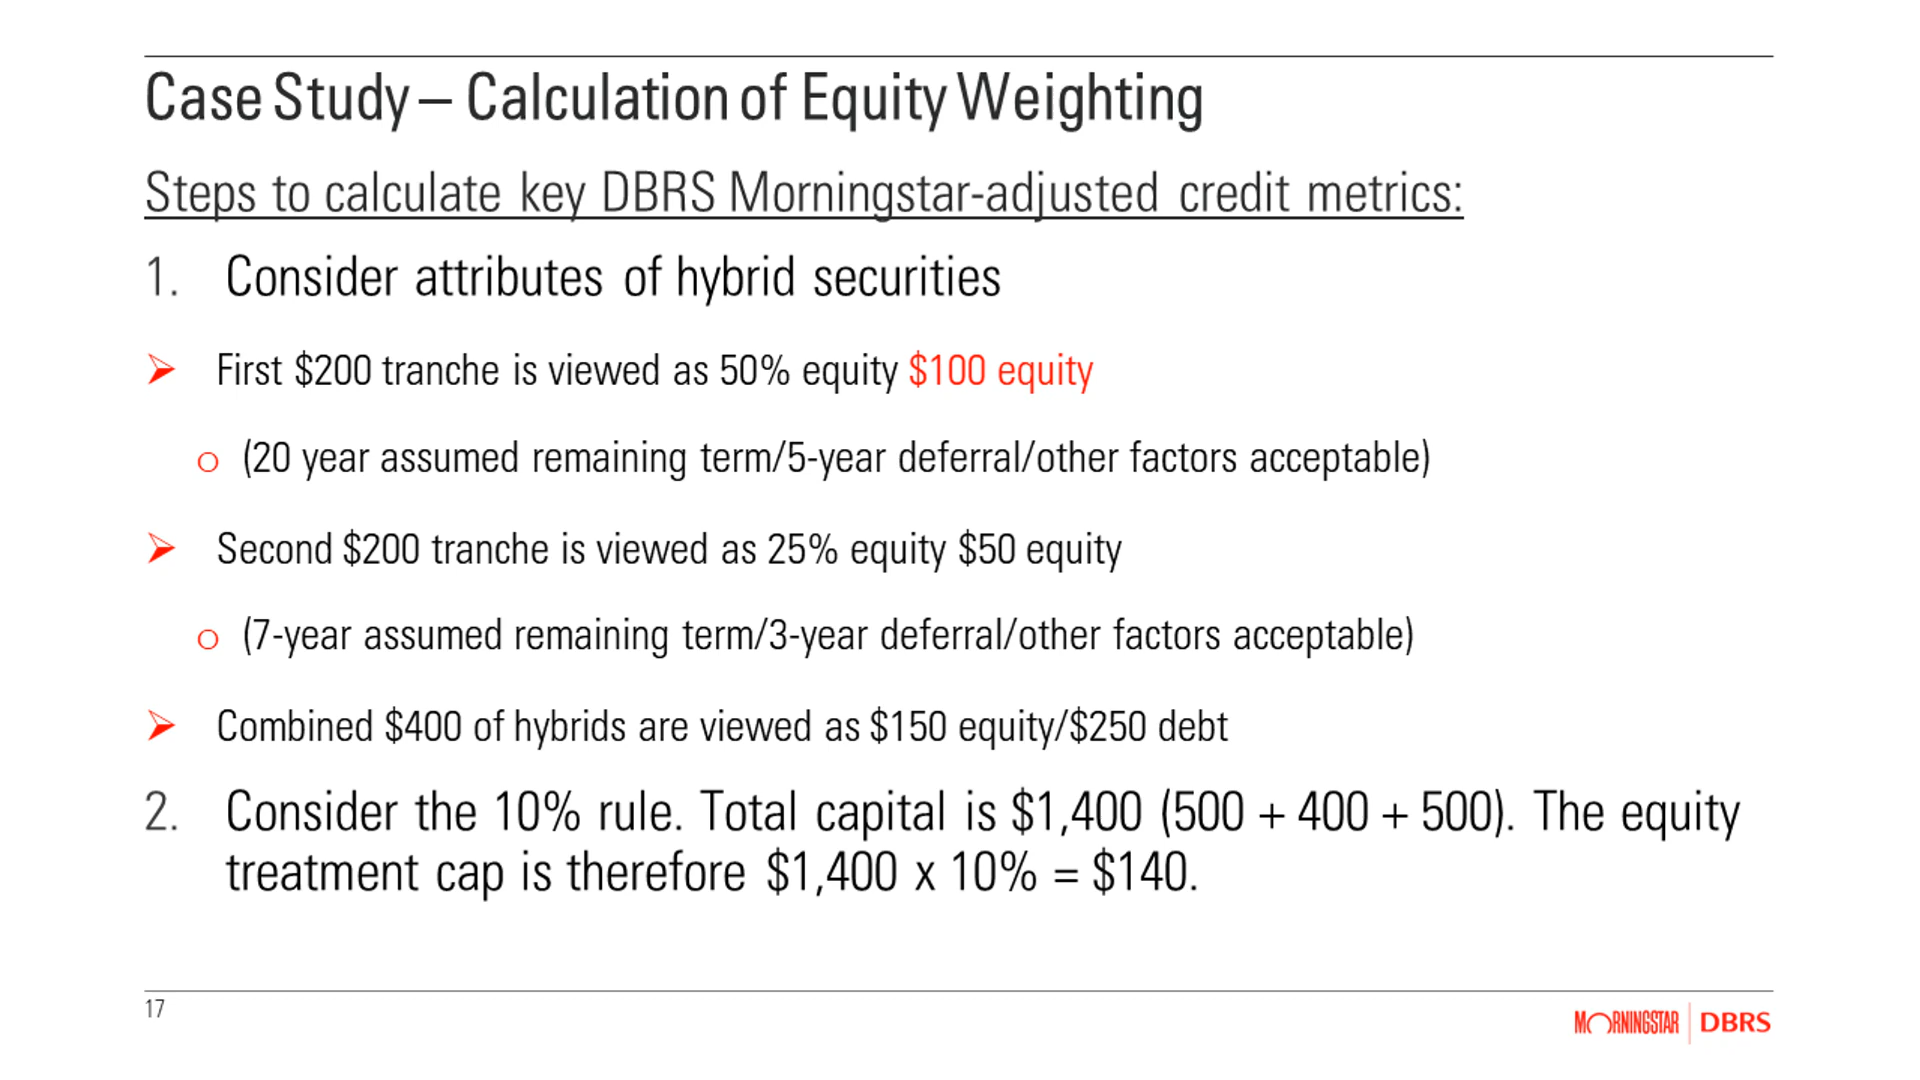 Case Study – Calculation of Equity Weighting
Steps to calculate key DBRS Morningstar-adjusted credit metrics:
1. Consider attributes of hybrid securities
➢ First $200 tranche is viewed as 50% equity $100 equity
o (20 year assumed remaining term/5-year deferral/other factors acceptable)
➢ Second $200 tranche is viewed as 25% equity $50 equity
o (7-year assumed remaining term/3-year deferral/other factors acceptable)
➢ Combined $400 of hybrids are viewed as $150 equity/$250 debt
2. Consider the 10% rule. Total capital is $1,400 (500 + 400 + 500). The equity
treatment cap is therefore $1,400 x 10% = $140.
17
MORNINGSTAR | DBRS